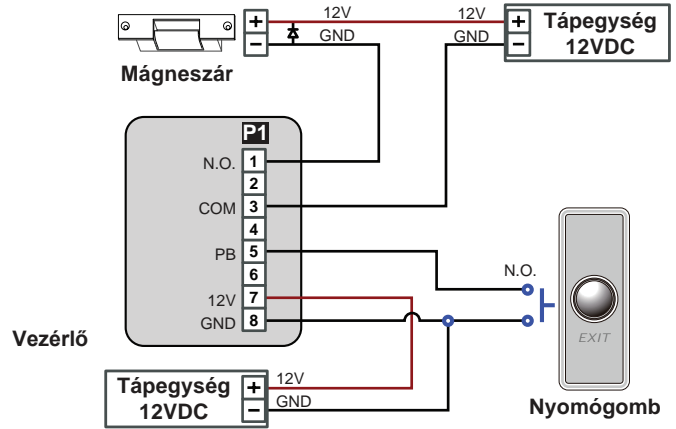 + 12V 12V + Tápegység
− GND GND − 12VDC
Mágneszár
P1
N.O. 1
2
COM 3
4
PB 5
6
12V 7
GND 8
N.O.
EXIT
Vezérlő
Nyomógomb
Tápegység + 12V
12VDC − GND